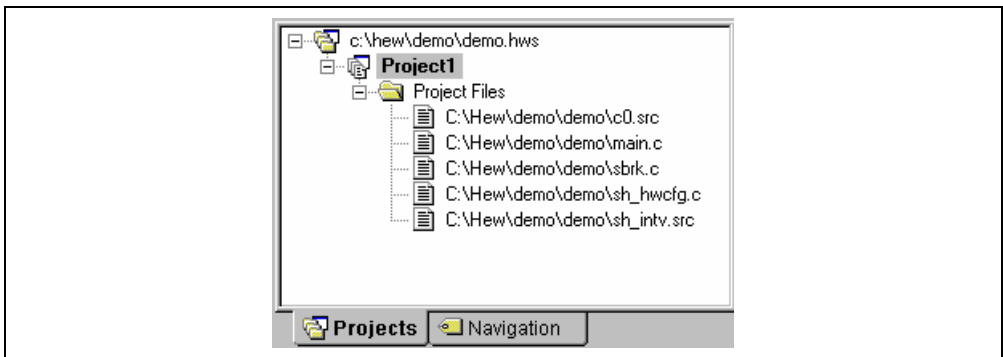 c:\hew\demo\demo.hws
Project1
Project Files
C:\Hew\demo\demo\c0.src
C:\Hew\demo\demo\main.c
C:\Hew\demo\demo\sbrk.c
C:\Hew\demo\demo\sh_hwcfg.c
C:\Hew\demo\demo\sh_intv.src
Projects Navigation